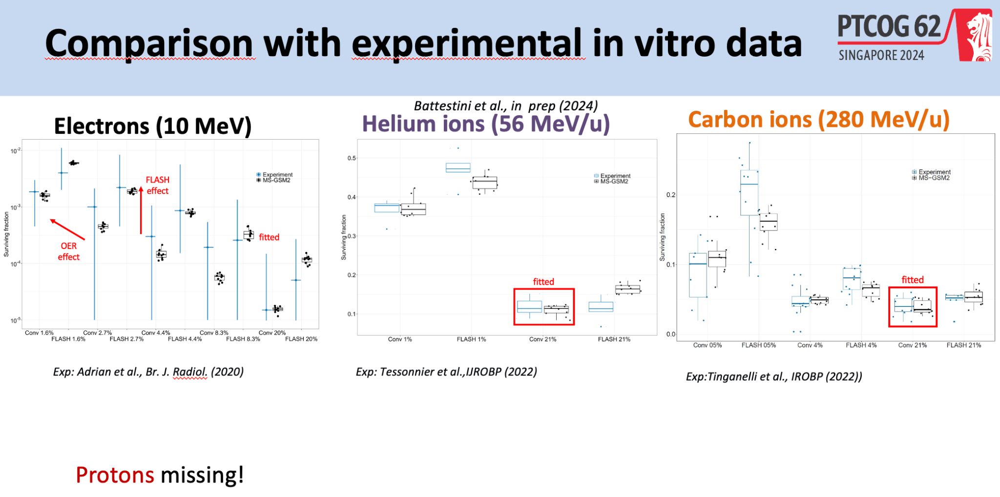 Comparison with experimental in vitro data
PTCOG 62
SINGAPORE 2024
Battestini et al., in prep (2024)
Electrons (10 MeV)
Surviving fraction
10-2
10-3
10-4
10-5
Experiment
MS-GSM2
FLASH
effect
OER
effect
fitted
Conv 1.6%
FLASH 1.6%
Conv 2.7%
FLASH 2.7%
Conv 4.4%
FLASH 4.4%
Conv 8.3%
FLASH 8.3%
Conv 20%
FLASH 20%
Exp: Adrian et al., Br. J. Radiol. (2020)
Helium ions (56 MeV/u)
Surviving fraction
0.5
0.4
0.3
0.2
0.1
Experiment
MS-GSM2
fitted
Conv 1%
FLASH 1%
Conv 21%
FLASH 21%
Exp: Tessonnier et al.,IJROBP (2022)
Carbon ions (280 MeV/u)
Surviving fraction
0.2
0.1
0.0
Experiment
MS−GSM2
fitted
Conv 05%
FLASH 05%
Conv 4%
FLASH 4%
Conv 21%
FLASH 21%
Exp:Tinganelli et al., IROBP (2022))
Protons missing!